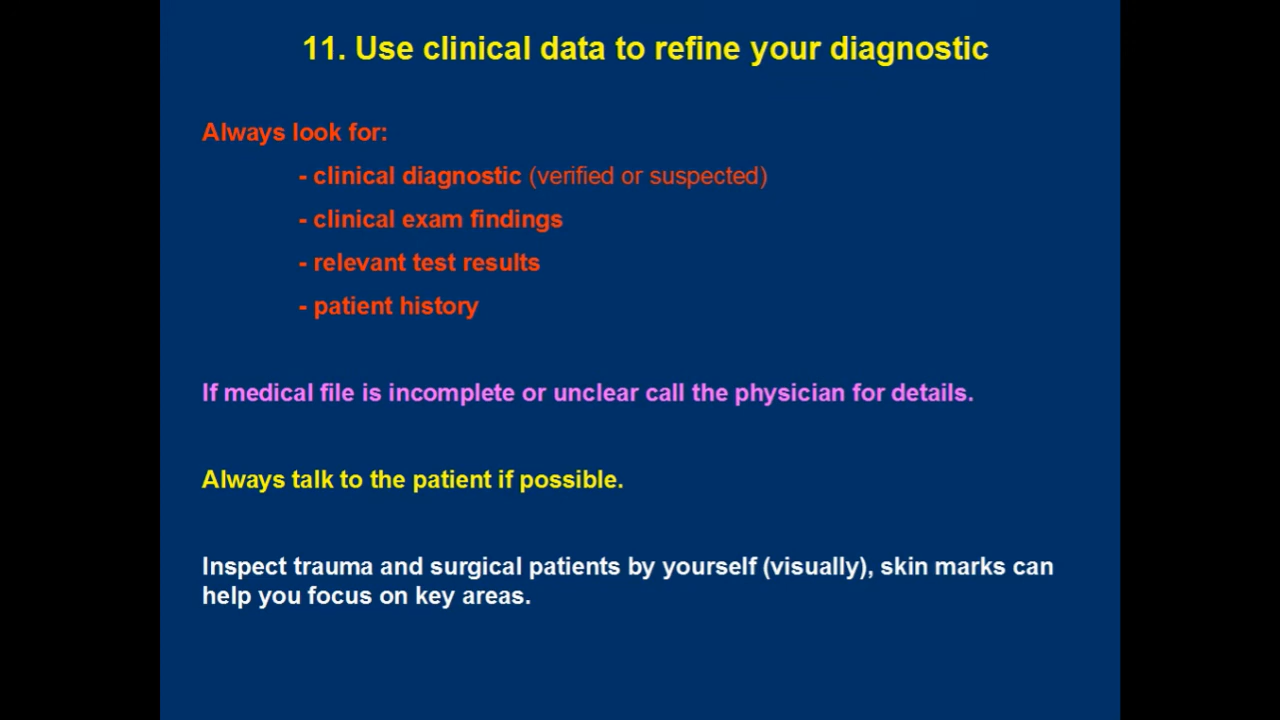 11. Use clinical data to refine your diagnostic
Always look for:
- clinical diagnostic (verified or suspected)
- clinical exam findings
- relevant test results
- patient history
If medical file is incomplete or unclear call the physician for details.
Always talk to the patient if possible.
Inspect trauma and surgical patients by yourself (visually), skin marks can
help you focus on key areas.